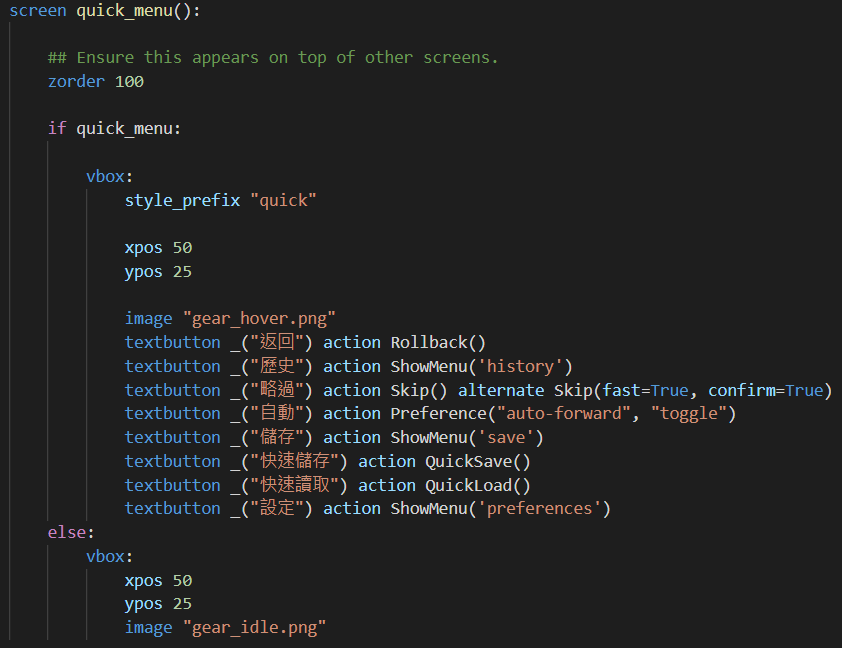 screen quick_menu():
## Ensure this appears on top of other screens.
zorder 100
if quick_menu:
vbox:
style_prefix "quick"
xpos 50
ypos 25
image "gear_hover.png"
textbutton _("返回") action Rollback()
textbutton _("歷史") action ShowMenu('history')
textbutton _("略過") action Skip() alternate Skip(fast=True, confirm=True)
textbutton _("自動") action Preference("auto-forward", "toggle")
textbutton _("儲存") action ShowMenu('save')
textbutton _("快速儲存") action QuickSave()
textbutton _("快速讀取") action QuickLoad()
textbutton _("設定") action ShowMenu('preferences')
else:
vbox:
xpos 50
ypos 25
image "gear_idle.png"